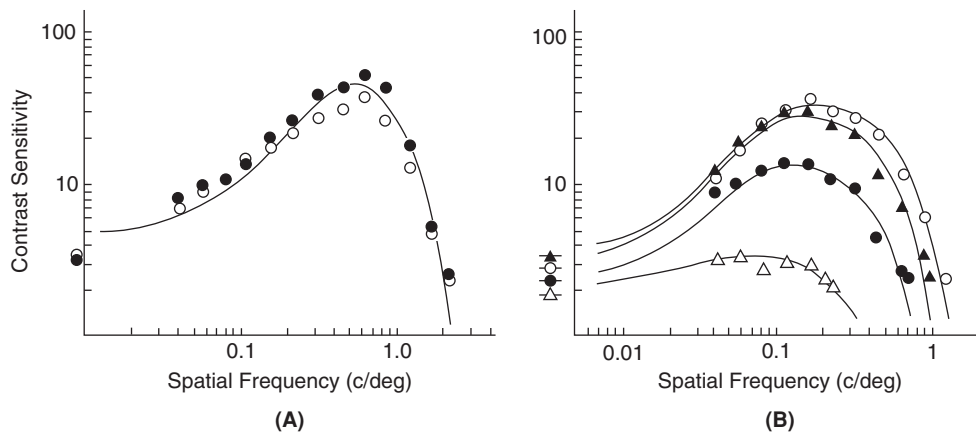 100
10
Contrast Sensitivity
0.1 1.0
Spatial Frequency (c/deg)
(A)
100
10
0.01 0.1 1
Spatial Frequency (c/deg)
(B)